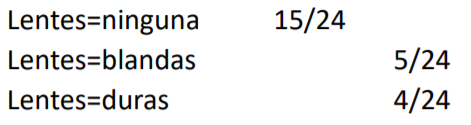 Lentes=ninguna 15/24
Lentes=blandas 5/24
Lentes=duras 4/24